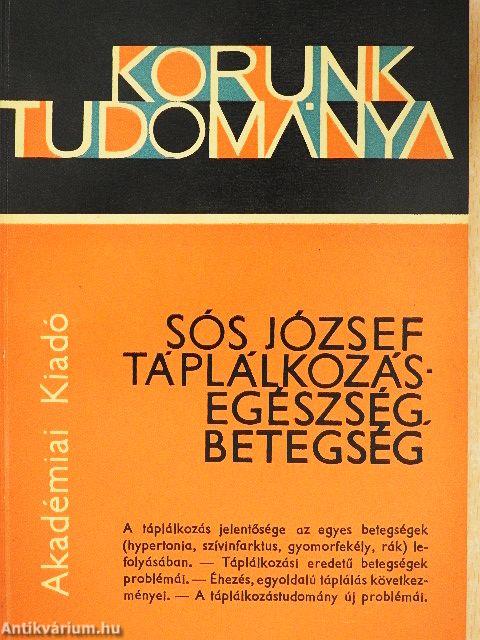 KORUNK
TUDOMÁNYA
Akadémiai Kiadó
SÓS JÓZSEF
TÁPLÁLKOZÁS-
EGÉSZSÉG,
BETEGSÉG
A táplálkozás jelentősége az egyes betegségek
(hypertonia, szívinfarktus, gyomorfekély, rák) le-
folyásában. — Táplálkozási eredetű betegségek
problémái. — Éhezés, egyoldalú táplálás következ-
ményei. — A táplálkozástudomány új problémái.
Antikvárium.hu